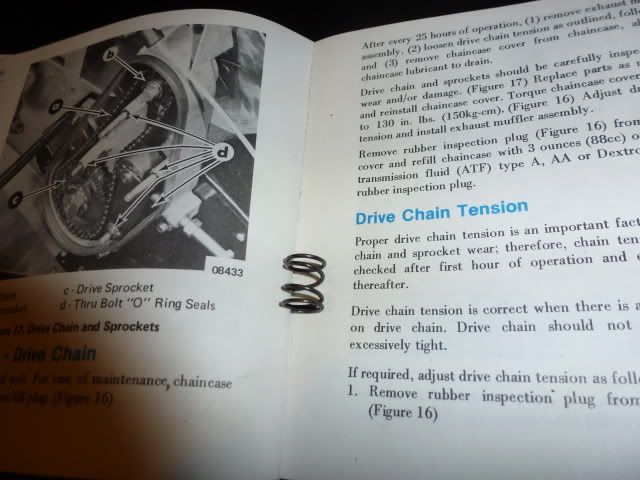 b
a
d
c
08433
c - Drive Sprocket
d - Thru Bolt "O" Ring Seals
17. Drive Chain and Sprockets
- Drive Chain
unit. For ease of maintenance, chaincase
plug. (Figure 16)
After every 25 hours of operation, (1) remove exhaust
assembly, (2) loosen drive chain tension as outlined,
and (3) remove chaincase cover from chaincase,
chaincase lubricant to drain.
Drive chain and sprockets should be carefully
wear and/or damage. (Figure 17) Replace parts as
and reinstall chaincase cover. Torque chaincase
to 130 in. lbs. (150kg-cm). (Figure 16) Adjust
tension and install exhaust muffler assembly.
Remove rubber inspection plug (Figure 16) from
cover and refill chaincase with 3 ounces (88cc)
transmission fluid (ATF) type A, AA or
rubber inspection plug.
Drive Chain Tension
Proper drive chain tension is an important
chain and sprocket wear; therefore, chain
checked after first hour of operation and
thereafter.
Drive chain tension is correct when there is
on drive chain. Drive chain should not
excessively tight.
If required, adjust drive chain tension as
1. Remove rubber inspection plug from
(Figure 16)